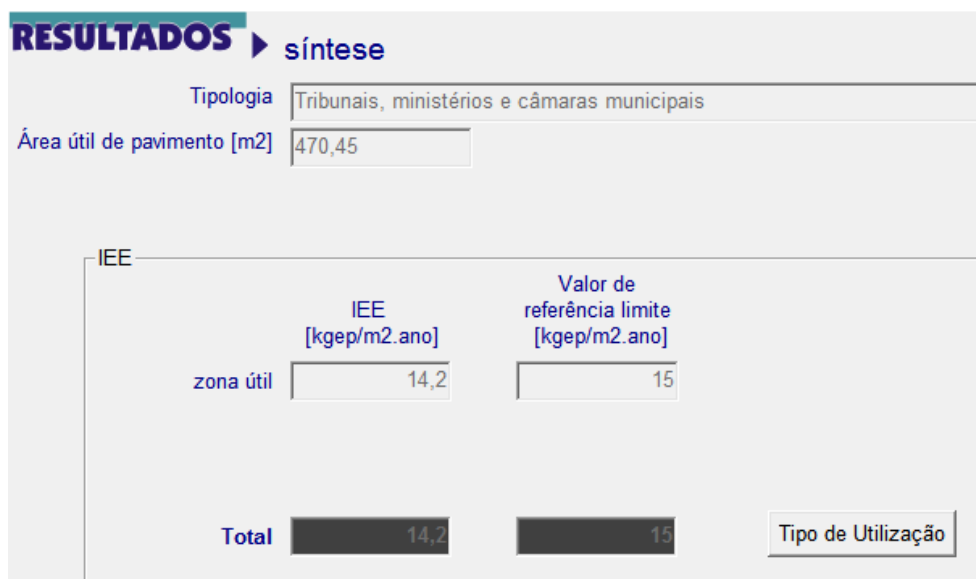 RESULTADOS síntese
Tipologia Tribunais, ministérios e câmaras municipais
Área útil de pavimento [m2] 470,45
IEE
IEE
[kgep/m2.ano]
Valor de
referência limite
[kgep/m2.ano]
zona útil 14,2 15
Total 14,2 15 Tipo de Utilização